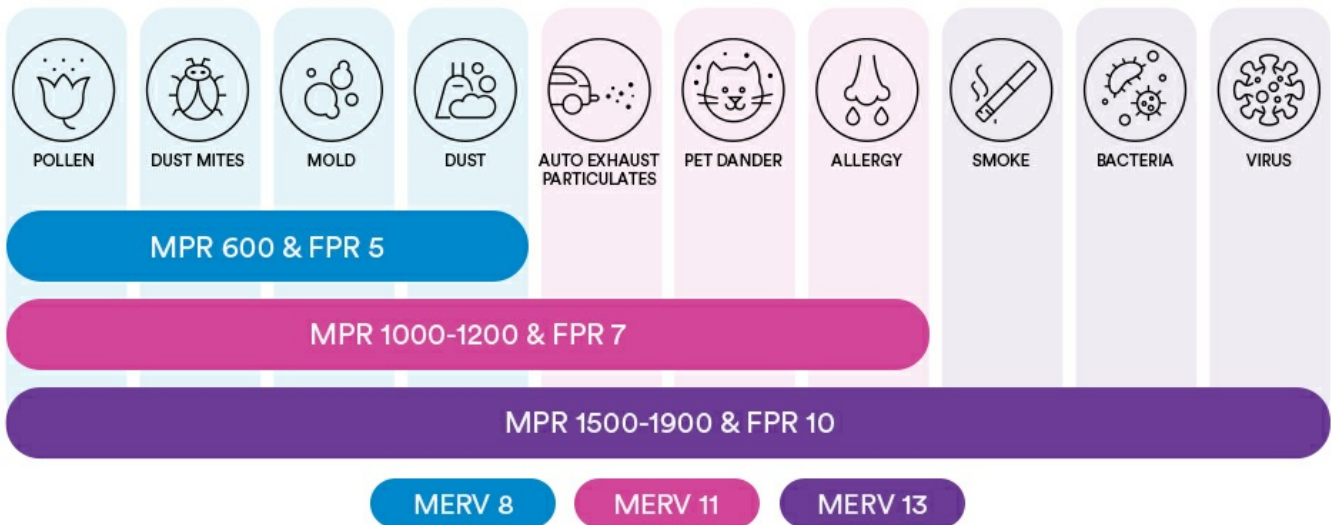 POLLEN
DUST MITES
MOLD
DUST
AUTO EXHAUST
PARTICULATES
PET DANDER
ALLERGY
SMOKE
BACTERIA
VIRUS
MPR 600 & FPR 5
MPR 1000-1200 & FPR 7
MPR 1500-1900 & FPR 10
MERV 8
MERV 11
MERV 13